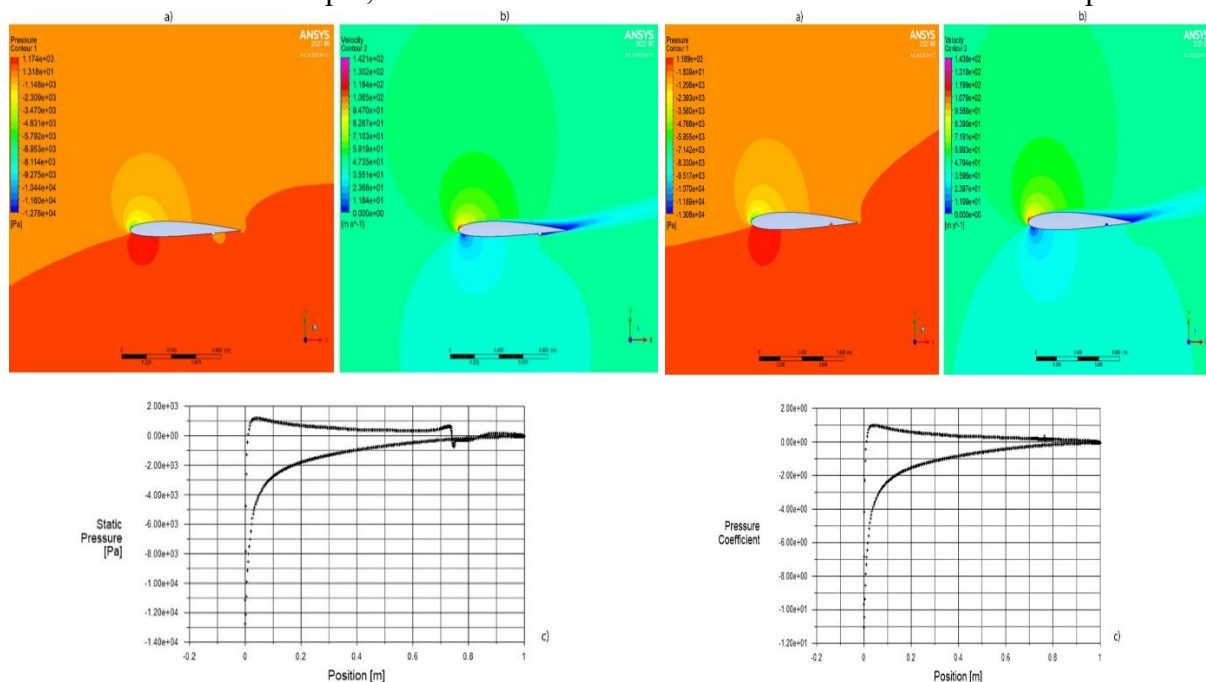 a)
b)
a)
b)
Pressure
Contour 1
1.174e+03
1.318e+01
-1.148e+03
-2.309e+03
-3.470e+03
-4.631e+03
-5.792e+03
-6.953e+03
-8.114e+03
-9.275e+03
-1.044e+04
-1.160e+04
-1.276e+04
[Pa]
ANSYS
ACADEMIC
Velocity
Contour 2
1.421e+02
1.302e+02
1.184e+02
1.065e+02
9.470e+01
8.287e+01
7.103e+01
5.919e+01
4.735e+01
3.551e+01
2.368e+01
1.184e+01
0.000e+00
[m s^-1]
ANSYS
ACADEMIC
Pressure
Contour 1
1.169e+03
-1.839e+01
-1.206e+03
-2.393e+03
-3.580e+03
-4.768e+03
-5.955e+03
-7.142e+03
-8.330e+03
-9.517e+03
-1.070e+04
-1.189e+04
-1.308e+04
[Pa]
ANSYS
ACADEMIC
Velocity
Contour 2
1.438e+02
1.318e+02
1.199e+02
1.079e+02
9.588e+01
8.390e+01
7.191e+01
5.993e+01
4.794e+01
3.596e+01
2.397e+01
1.199e+01
0.000e+00
[m s^-1]
ANSYS
ACADEMIC
2.00e+03
0.00e+00
-2.00e+03
-4.00e+03
-6.00e+03
-8.00e+03
-1.00e+04
-1.20e+04
-1.40e+04
Static
Pressure
[Pa]
-0.2 0 0.2 0.4 0.6 0.8 1
Position [m]
c)
2.00e+00
0.00e+00
-2.00e+00
-4.00e+00
-6.00e+00
-8.00e+00
-1.00e+01
-1.20e+01
Pressure
Coefficient
-0.2 0 0.2 0.4 0.6 0.8 1
Position [m]
c)